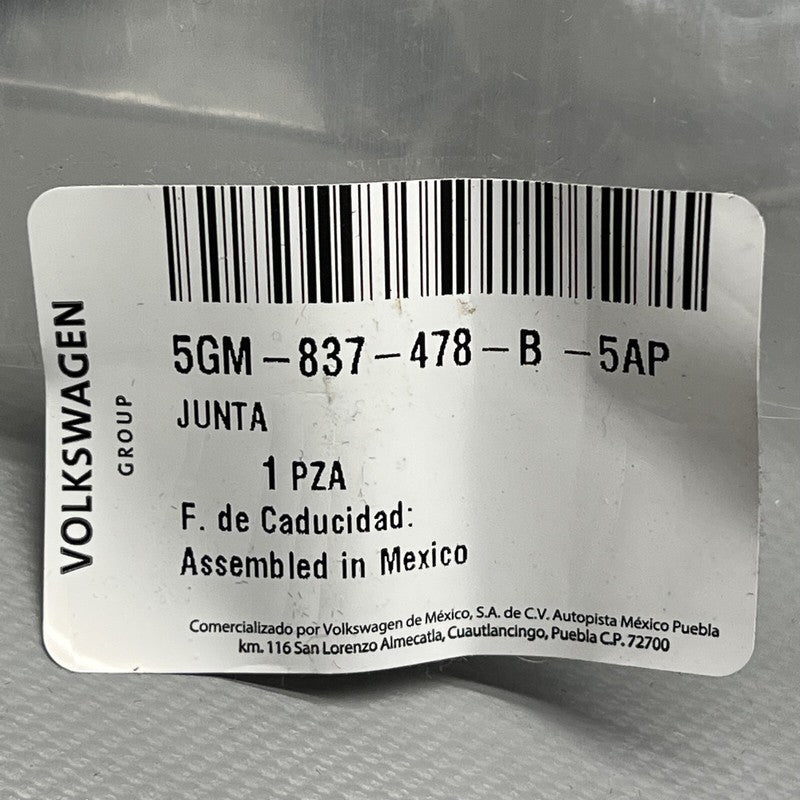 VOLKSWAGEN
GROUP
5GM-837-478-B -5AP
JUNTA
1 PZA
F. de Caducidad:
Assembled in Mexico
Comercializado por Volkswagen de México, S.A. de C.V. Autopista México Puebla
km. 116 San Lorenzo Almecatla, Cuautlancingo, Puebla C.P. 72700